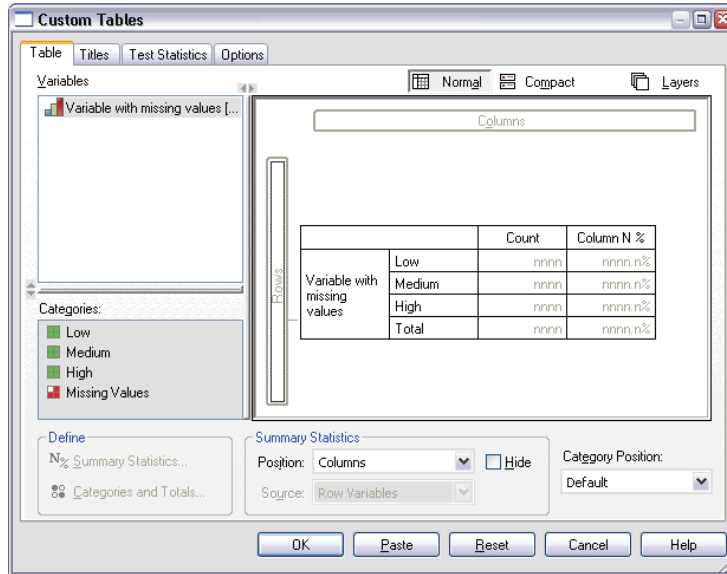 Custom Tables
Table Titles Test Statistics Options
Variables
Normal Compact Layers
Variable with missing values [...
Columns
Rows
Count Column N %
Variable with missing values
Low nnnn nnnn.n%
Medium nnnn nnnn.n%
High nnnn nnnn.n%
Total nnnn nnnn.n%
Categories:
Low
Medium
High
Missing Values
Define
N% Summary Statistics...
Categories and Totals...
Summary Statistics
Position: Columns Hide
Source: Row Variables
Category Position:
Default
OK Paste Reset Cancel Help